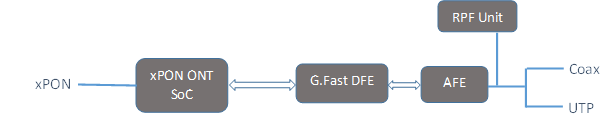 RPF Unit
xPON
xPON ONT
SoC
G.Fast DFE
AFE
Coax
UTP